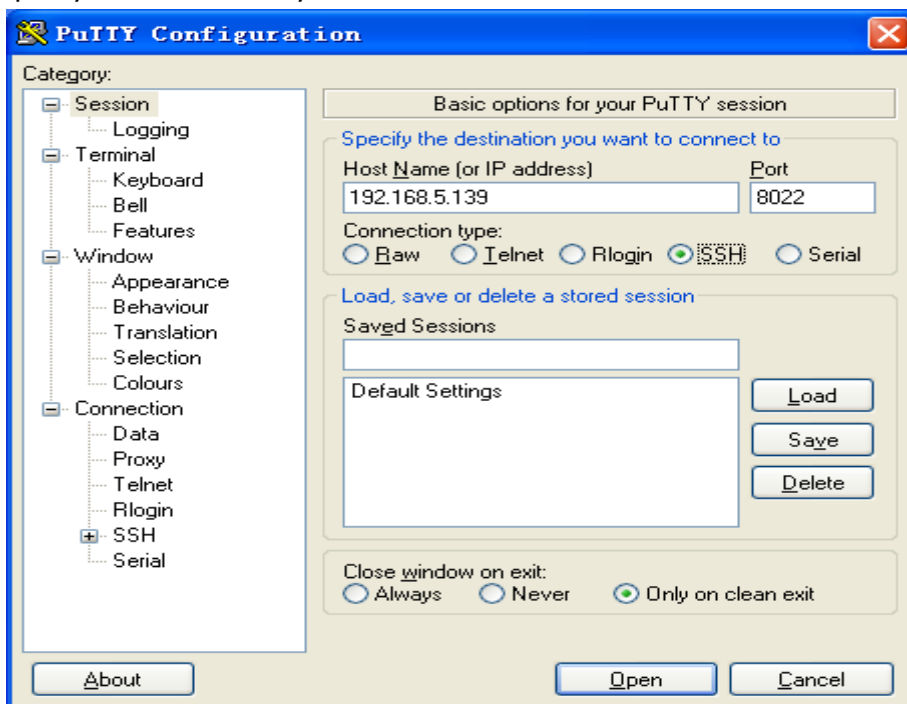 PuTTY Configuration
Category:
Session
Logging
Terminal
Keyboard
Bell
Features
Window
Appearance
Behaviour
Translation
Selection
Colours
Connection
Data
Proxy
Telnet
Rlogin
SSH
Serial
Basic options for your PuTTY session
Specify the destination you want to connect to
Host Name (or IP address) Port
192.168.5.139 8022
Connection type:
Raw Telnet Rlogin SSH Serial
Load, save or delete a stored session
Saved Sessions
Default Settings
Load
Save
Delete
Close window on exit:
Always Never Only on clean exit
About Open Cancel